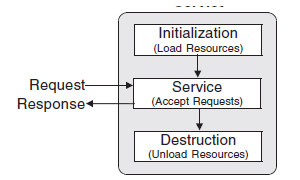 Initialization
(Load Resources)
Request
Service
Response
(Accept Requests)
Destruction
(Unload Resources)